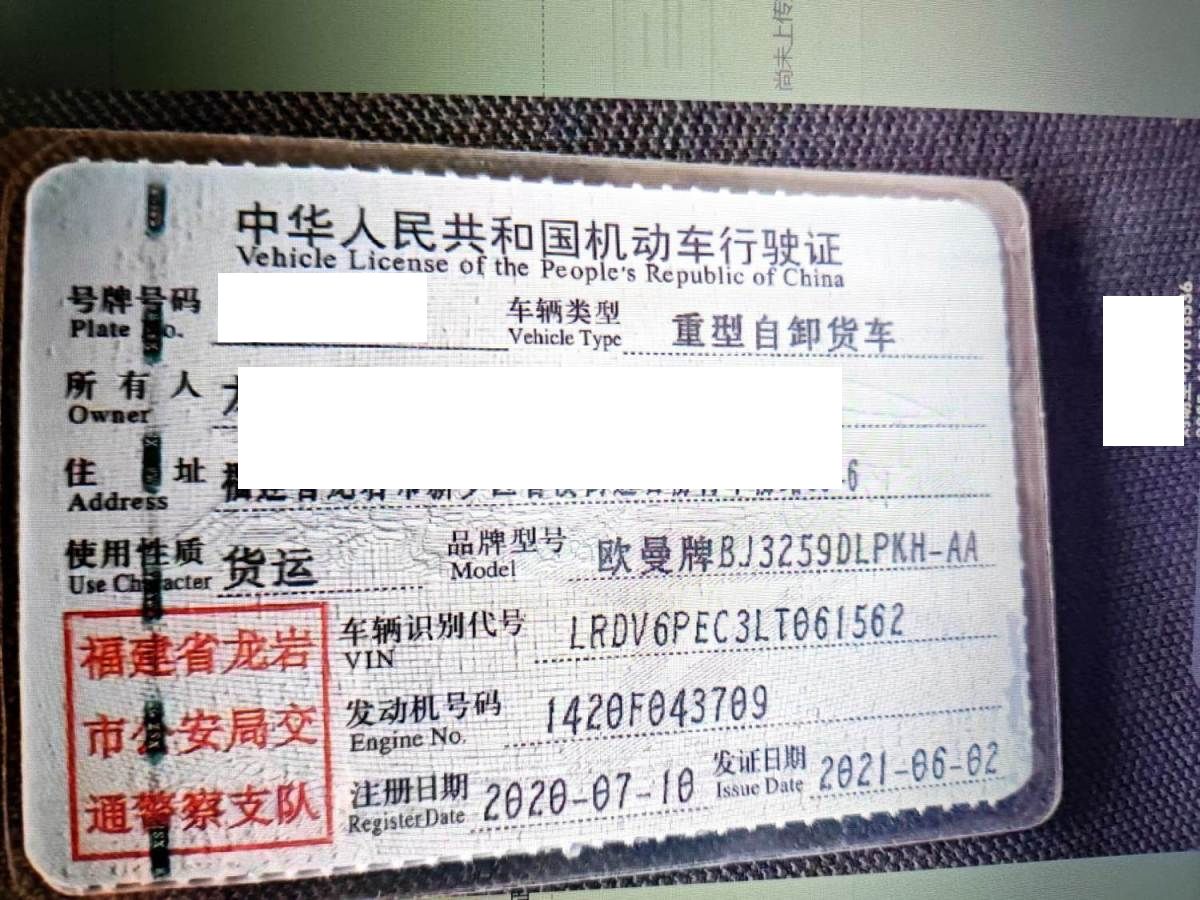 尚未上传
中华人民共和国机动车行驶证
Vehicle License of the People's Republic of China
号牌号码 车辆类型 重型自卸货车
Plate No. Vehicle Type
所有人
Owner
住址 6
Address
使用性质 货运 品牌型号 欧曼牌BJ3259DLPKH-AA
Use Character Model
福建省龙岩
市公安局交
通警察支队
车辆识别代号 LRDV6PEC3LT061562
VIN
发动机号码 1420F043709
Engine No.
注册日期 2020-07-10 发证日期 2021-06-02
Register Date Issue Date